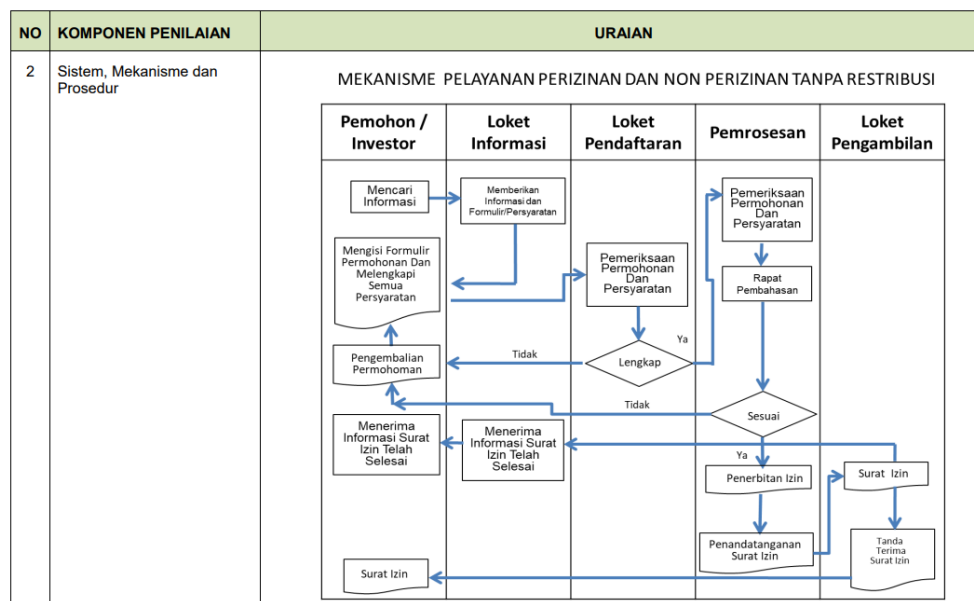 NO KOMPONEN PENILAIAN URAIAN
2 Sistem, Mekanisme dan
Prosedur
MEKANISME PELAYANAN PERIZINAN DAN NON PERIZINAN TANPA RESTRIBUSI
Pemohon /
Investor
Loket
Informasi
Loket
Pendaftaran
Pemrosesan
Loket
Pengambilan
Mencari
Informasi
Memberikan
Informasi dan
Formulir/Persyaratan
Pemeriksaan
Permohonan
Dan
Persyaratan
Mengisi Formulir
Permohonan Dan
Melengkapi
Semua
Persyaratan
Pemeriksaan
Permohonan
Dan
Persyaratan
Rapat
Pembahasan
Ya
Tidak
Lengkap
Pengembalian
Permohoman
Tidak
Sesuai
Menerima
Informasi Surat
Izin Telah
Selesai
Menerima
Informasi Surat
Izin Telah
Selesai
Ya
Penerbitan Izin
Surat Izin
Penandatanganan
Surat Izin
Tanda
Terima
Surat Izin
Surat Izin